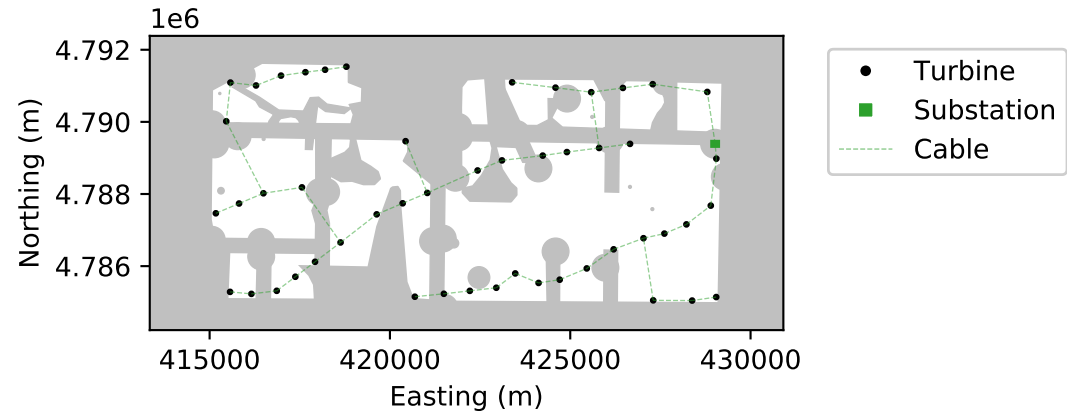 1e6
4.792
4.790
4.788
4.786
Northing (m)
415000 420000 425000 430000
Easting (m)
Turbine
Substation
Cable